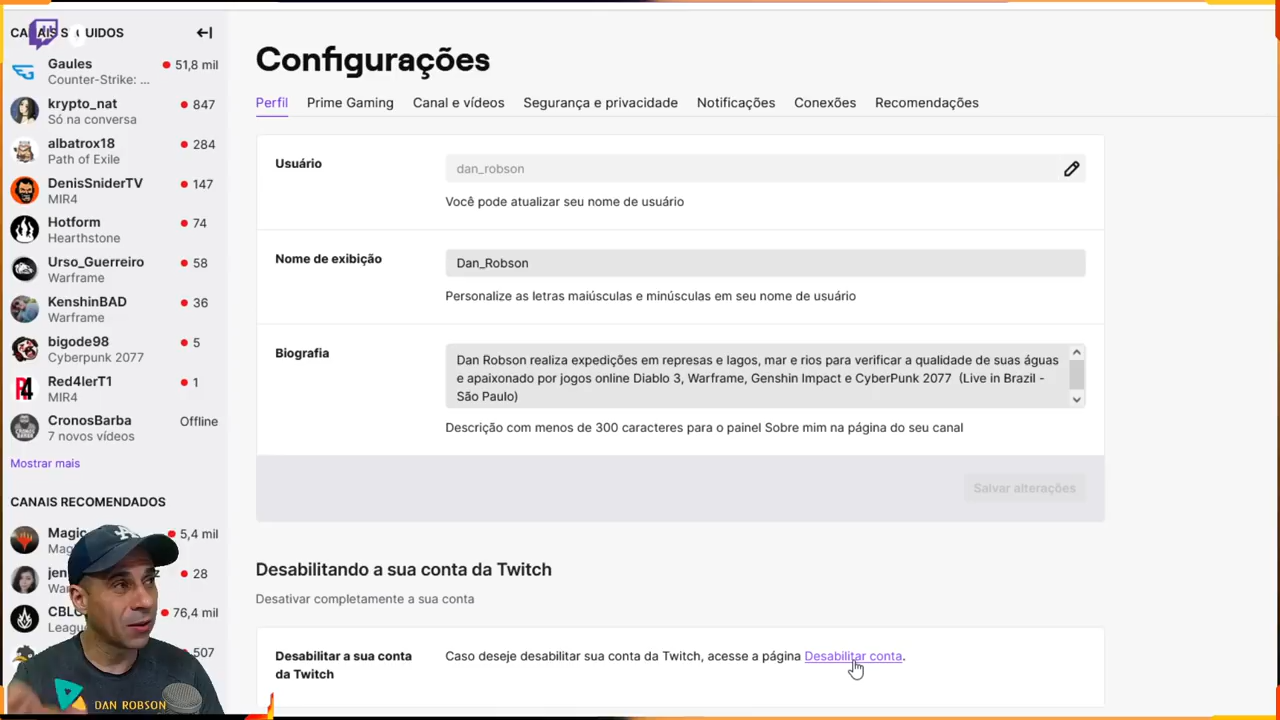 CANAIS S UIDOS
Gaules
51,8 mil
Counter-Strike: ...
krypto_nat
847
Só na conversa
albatrox18
284
Path of Exile
DenisSniderTV
147
MIR4
Hotform
74
Hearthstone
Urso_Guerreiro
58
Warframe
KenshinBAD
36
Warframe
bigode98
5
Cyberpunk 2077
Red4lerT1
1
MIR4
CronosBarba
Offline
7 novos vídeos
Mostrar mais
CANAIS RECOMENDADOS
Magic
5,4 mil
Mag
jen
28
Wa
CBLO
76,4 mil
Leagu
507
DAN ROBSON
Configurações
Perfil Prime Gaming Canal e vídeos Segurança e privacidade Notificações Conexões Recomendações
Usuário
dan_robson
Você pode atualizar seu nome de usuário
Nome de exibição
Dan_Robson
Personalize as letras maiúsculas e minúsculas em seu nome de usuário
Biografia
Dan Robson realiza expedições em represas e lagos, mar e rios para verificar a qualidade de suas águas
e apaixonado por jogos online Diablo 3, Warframe, Genshin Impact e CyberPunk 2077 (Live in Brazil -
São Paulo)
Descrição com menos de 300 caracteres para o painel Sobre mim na página do seu canal
Salvar alterações
Desabilitando a sua conta da Twitch
Desativar completamente a sua conta
Desabilitar a sua conta
da Twitch
Caso deseje desabilitar sua conta da Twitch, acesse a página Desabilitar conta.